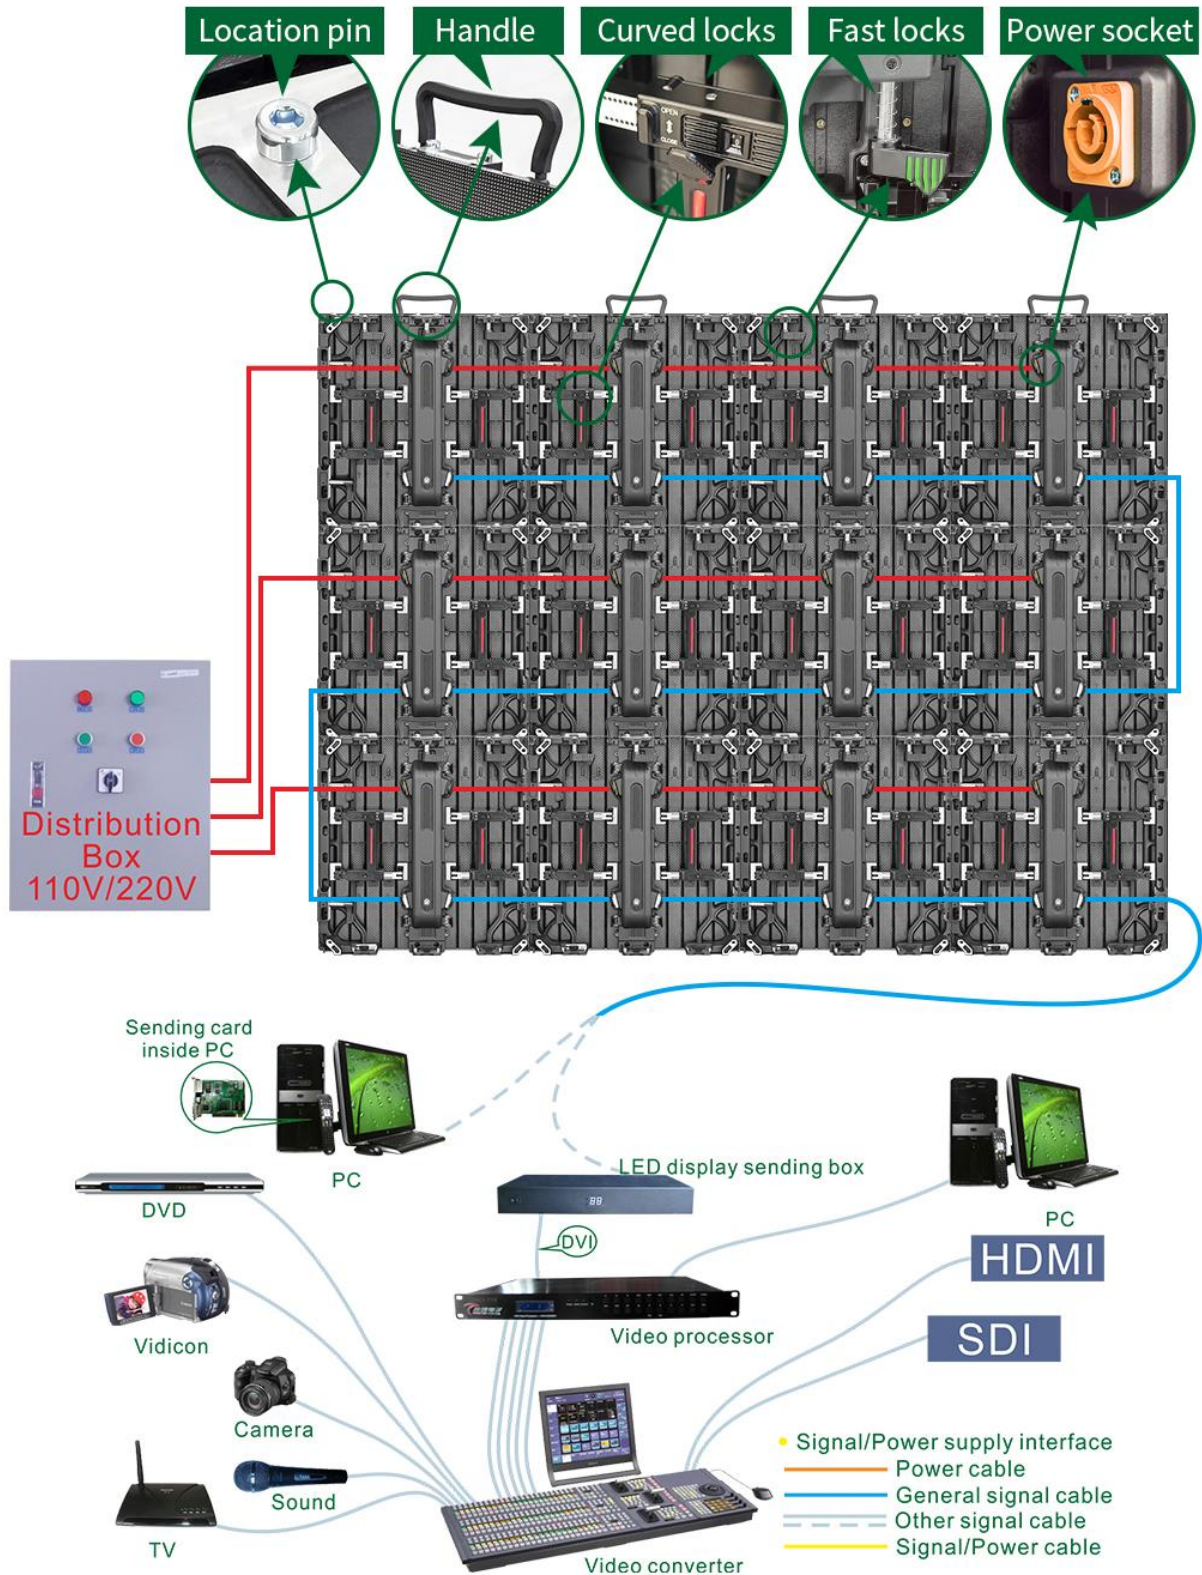 Location pin
Handle
Curved locks
Fast locks
Power socket
OPEN
CLOSE
Distribution
Box
110V/220V
Sending card
inside PC
PC
LED display sending box
DVD
DVI
PC
HDMI
Vidicon
Video processor
SDI
Camera
Sound
TV
Video converter
Signal/Power supply interface
Power cable
General signal cable
Other signal cable
Signal/Power cable